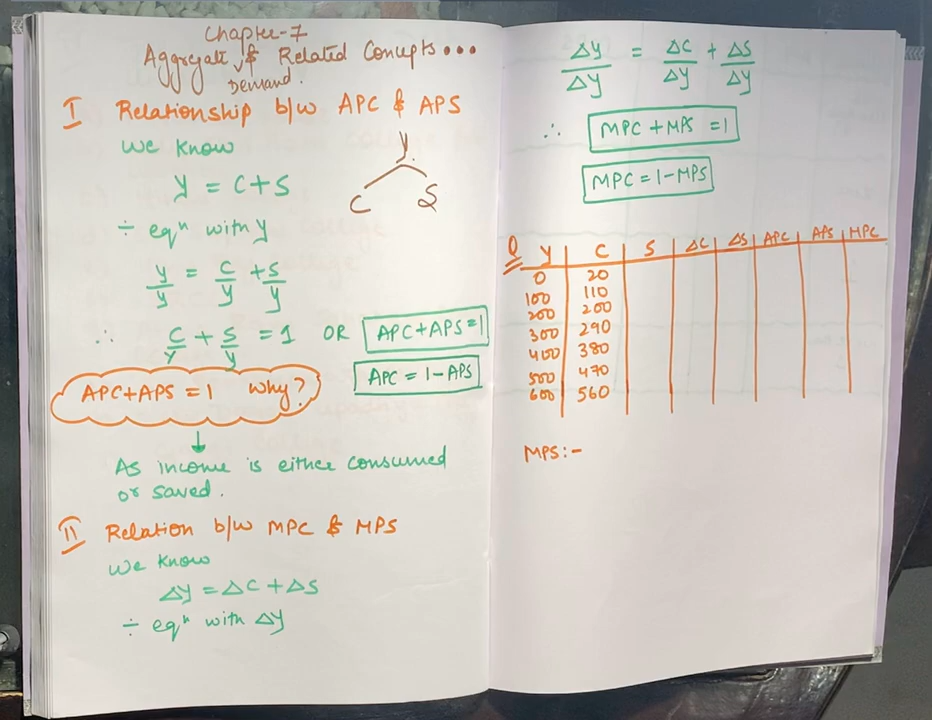 Chapter-7
Aggregate & Related Concepts...
Demand.
I Relationship b/w APC & APS
We know
Y = C+S
Y
C S
÷ eqⁿ with y
y/y = C/y + S/y
∴ C/Y + S/y = 1 OR APC+APS=1
APC = 1-APS
APC+APS = 1 why?
↓
As income is either consumed
or saved.
II Relation b/w MPC & MPS
We know
Δy = ΔC + ΔS
÷ eqⁿ with Δy
Δy/Δy = ΔC/Δy + ΔS/Δy
∴ MPC + MPS = 1
MPC = 1-MPS
Q Y C S ΔC ΔS APC APS MPC
0 20
100 110
200 200
300 290
400 380
500 470
600 560
MPS:-